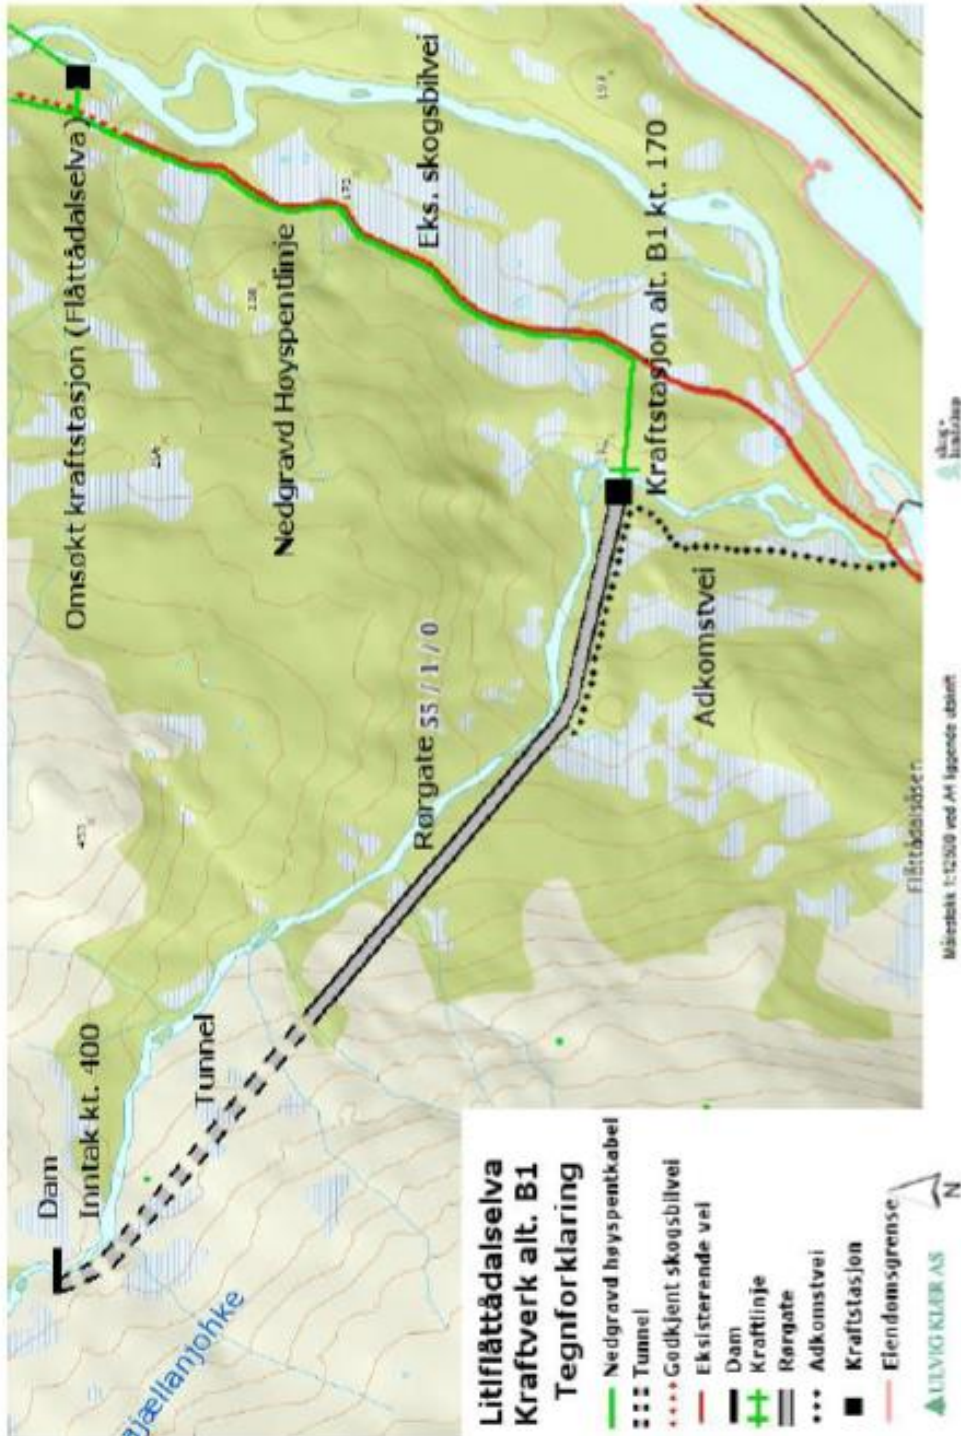 Dam
Inntak kt. 400
Tunnel
Rørgate 55 / 1 / 0
Omsøkt kraftstasjon (Flåttådalselva)
Nedgravd Høyspentlinje
Eks. skogsbilvei
Kraftstasjon alt. B1 kt. 170
Adkomstvei
Flåttådalsåsen
453
Litlflåttådalselva
Kraftverk alt. B1
Tegnforklaring
Nedgravd høyspentkabel
Tunnel
Godkjent skogsbilvei
Eksisterende vei
Dam
Kraftlinje
Rørgate
Adkomstvei
Kraftstasjon
Eiendomsgrense
N
ULVIG KIÆR AS
Målestokk 1:12500 ved A4 liggende utskrift